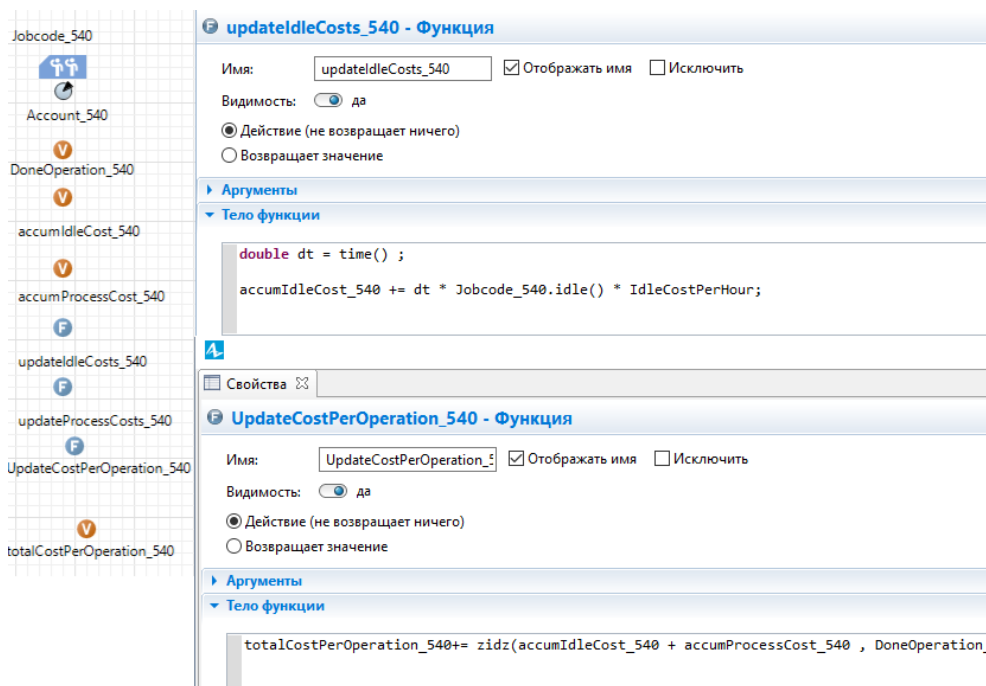 Jobcode_540
Account_540
DoneOperation_540
accumIdleCost_540
accumProcessCost_540
updateIdleCosts_540
updateProcessCosts_540
UpdateCostPerOperation_540
totalCostPerOperation_540
updateIdleCosts_540 - Функция
Имя: updateIdleCosts_540 Отображать имя Исключить
Видимость: да
Действие (не возвращает ничего)
Возвращает значение
Аргументы
Тело функции
double dt = time() ;
accumIdleCost_540 += dt * Jobcode_540.idle() * IdleCostPerHour;
Свойства
UpdateCostPerOperation_540 - Функция
Имя: UpdateCostPerOperation_5 Отображать имя Исключить
Видимость: да
Действие (не возвращает ничего)
Возвращает значение
Аргументы
Тело функции
totalCostPerOperation_540+= zidz(accumIdleCost_540 + accumProcessCost_540 , DoneOperation_